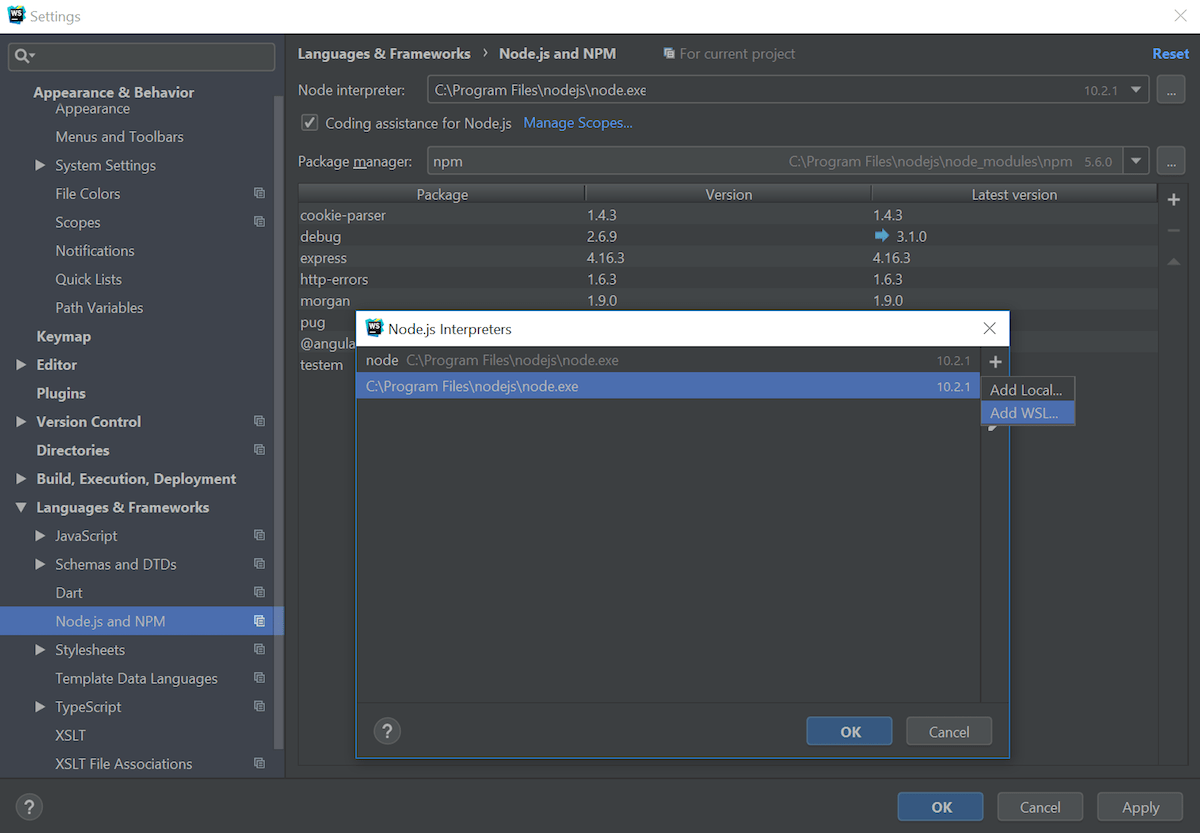 WS Settings
Appearance & Behavior
Appearance
Menus and Toolbars
System Settings
File Colors
Scopes
Notifications
Quick Lists
Path Variables
Keymap
Editor
Plugins
Version Control
Directories
Build, Execution, Deployment
Languages & Frameworks
JavaScript
Schemas and DTDs
Dart
Node.js and NPM
Stylesheets
Template Data Languages
TypeScript
XSLT
XSLT File Associations
Languages & Frameworks › Node.js and NPM For current project Reset
Node interpreter: C:\Program Files\nodejs\node.exe 10.2.1 ...
Coding assistance for Node.js Manage Scopes...
Package manager: npm C:\Program Files\nodejs\node_modules\npm 5.6.0 ...
Package Version Latest version
cookie-parser 1.4.3 1.4.3
debug 2.6.9 3.1.0
express 4.16.3 4.16.3
http-errors 1.6.3 1.6.3
morgan 1.9.0 1.9.0
pug
@angula
testem
WS Node.js Interpreters
node C:\Program Files\nodejs\node.exe 10.2.1
C:\Program Files\nodejs\node.exe 10.2.1
Add Local...
Add WSL...
? OK Cancel
? OK Cancel Apply